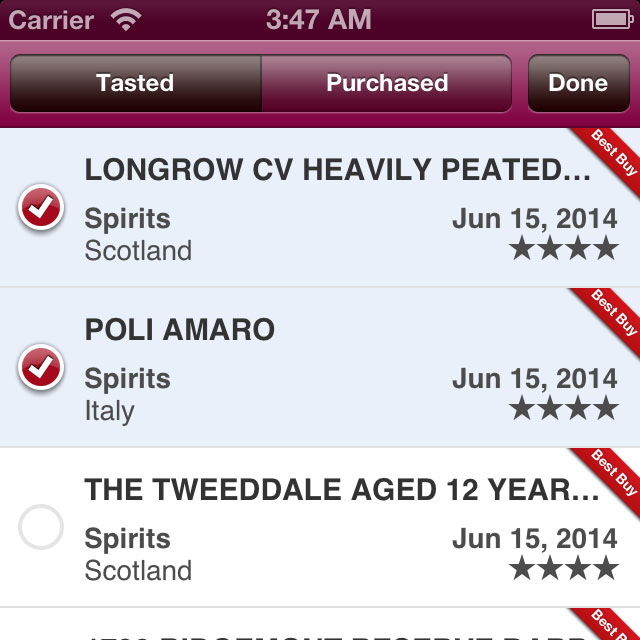 Carrier 3:47 AM
Tasted Purchased Done
Best Buy
LONGROW CV HEAVILY PEATED...
Spirits Jun 15, 2014
Scotland ★★★★
Best Buy
POLI AMARO
Spirits Jun 15, 2014
Italy ★★★★
Best Buy
THE TWEEDDALE AGED 12 YEAR...
Spirits Jun 15, 2014
Scotland ★★★★
Best Buy